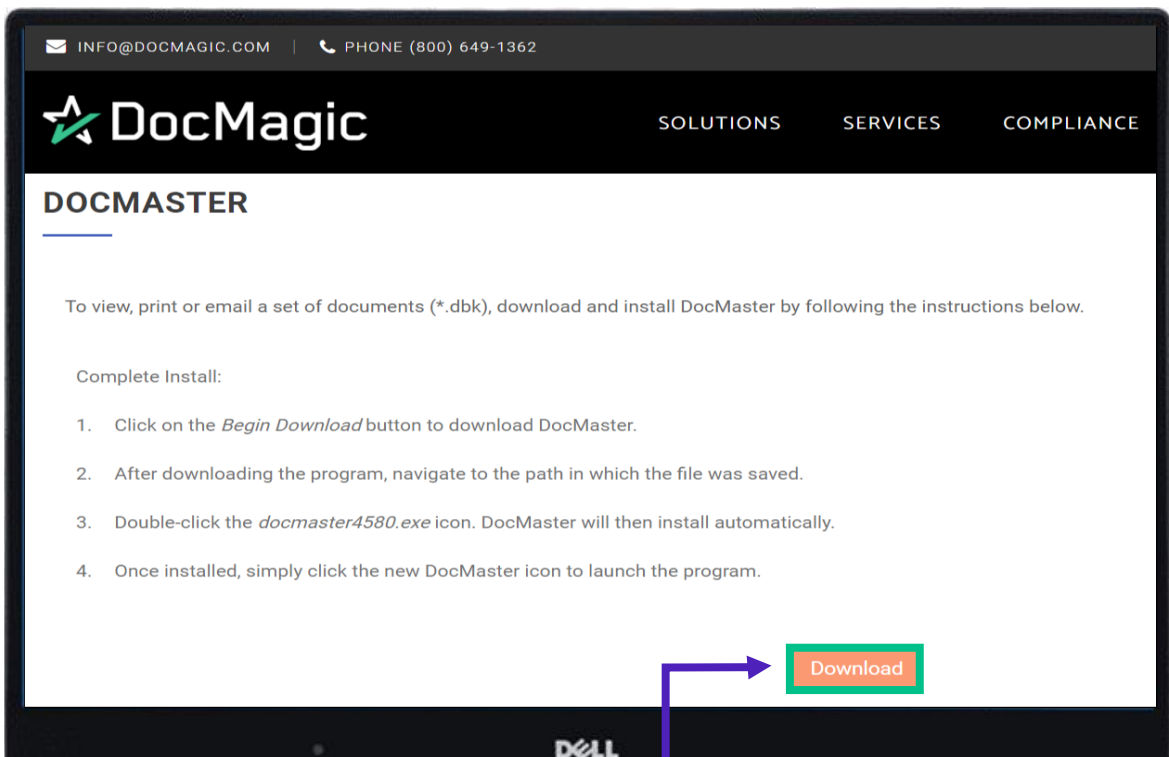 INFO@DOCMAGIC.COM | PHONE (800) 649-1362
DocMagic SOLUTIONS SERVICES COMPLIANCE
DOCMASTER
To view, print or email a set of documents (*.dbk), download and install DocMaster by following the instructions below.
Complete Install:
1. Click on the Begin Download button to download DocMaster.
2. After downloading the program, navigate to the path in which the file was saved.
3. Double-click the docmaster4580.exe icon. DocMaster will then install automatically.
4. Once installed, simply click the new DocMaster icon to launch the program.
Download
DELL